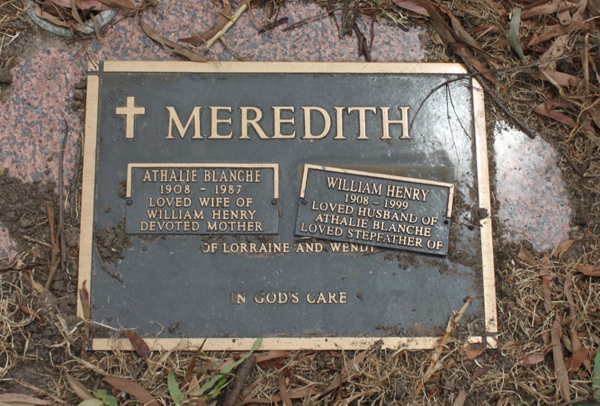 MEREDITH
ATHALIE BLANCHE
1908 - 1987
LOVED WIFE OF
WILLIAM HENRY
DEVOTED MOTHER
WILLIAM HENRY
1908 - 1999
LOVED HUSBAND OF
ATHALIE BLANCHE
LOVED STEPFATHER OF
OF LORRAINE AND WENDY
IN GOD'S CARE